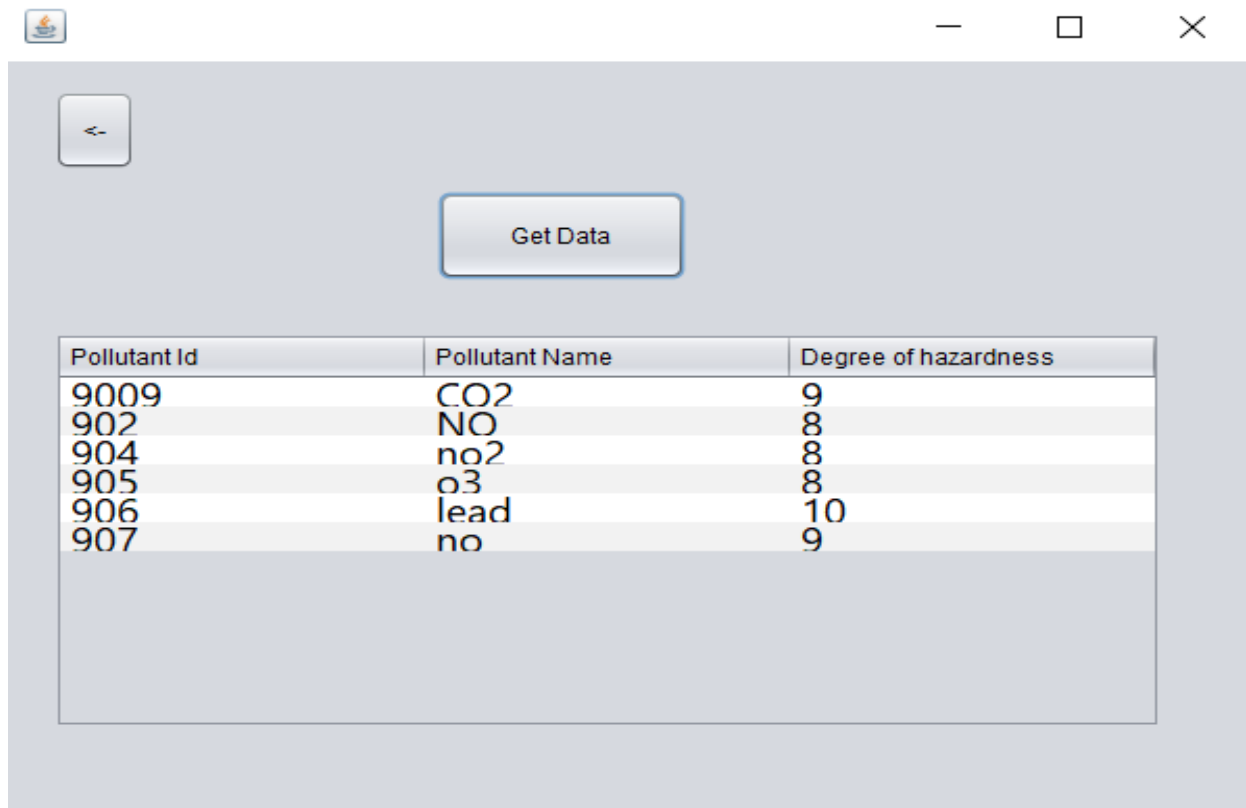 <-
Get Data
Pollutant Id Pollutant Name Degree of hazardness
9009 CO2 9
902 NO 8
904 no2 8
905 o3 8
906 lead 10
907 no 9